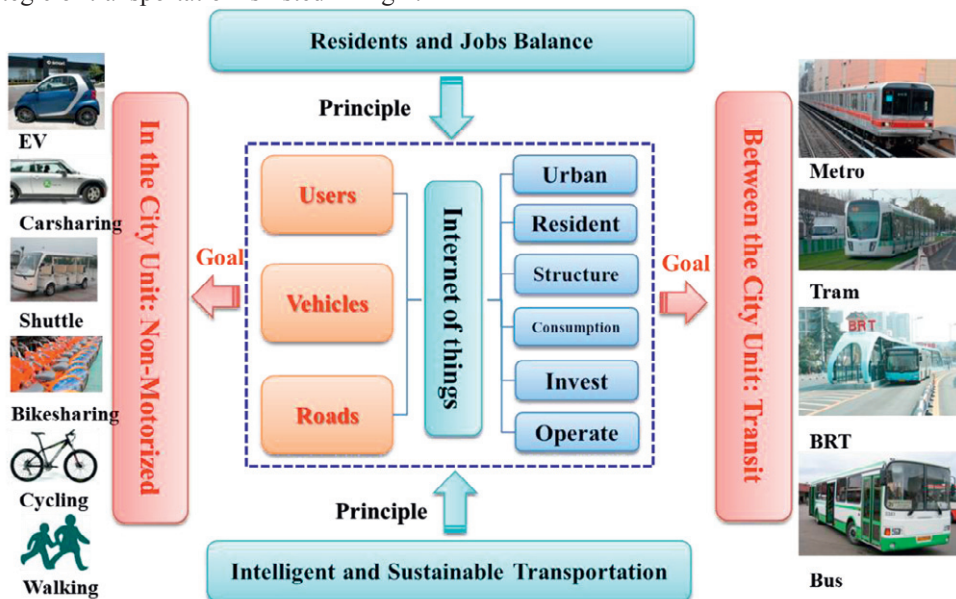 Residents and Jobs Balance
Principle
EV
Carsharing
Shuttle
Bikesharing
Cycling
Walking
In the City Unit: Non-Motorized
Goal
Users
Vehicles
Roads
Internet of things
Urban
Resident
Structure
Consumption
Invest
Operate
Goal
Between the City Unit: Transit
Metro
Tram
BRT
BRT
Bus
Principle
Intelligent and Sustainable Transportation